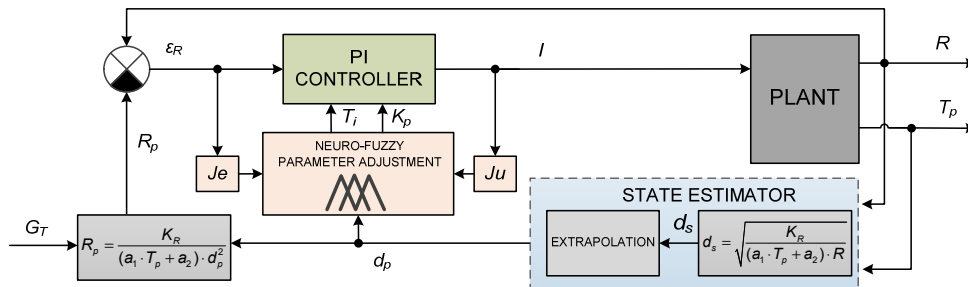 ε_R
PI
CONTROLLER
I
PLANT
R
T_p
R_p
T_i
K_p
Je
NEURO-FUZZY
PARAMETER ADJUSTMENT
Ju
STATE ESTIMATOR
G_T
R_p = K_R / ((a_1 · T_p + a_2) · d_p^2)
d_p
EXTRAPOLATION
d_s
d_s = √(K_R / ((a_1 · T_p + a_2) · R))